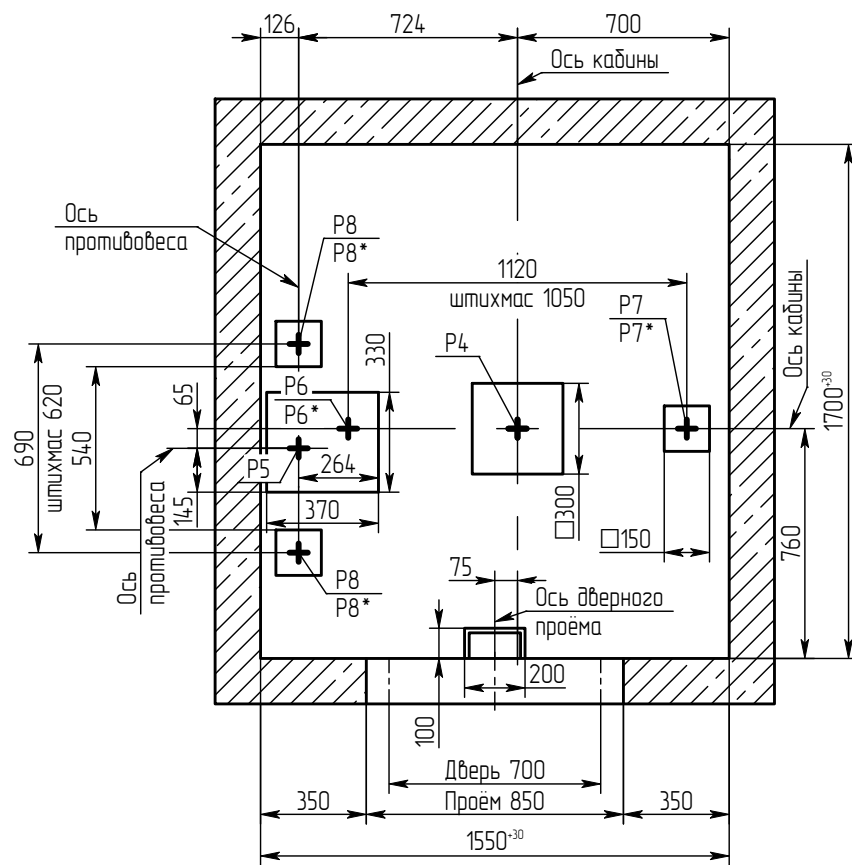 126
724
700
Ось кабины
Ось
противовеса
P8
P8*
1120
штихмас 1050
P7
P7*
Ось кабины
1700⁺³⁰
P4
330
P6
P6*
65
690
штихмас 620
540
P5
264
145
Ось
противовеса
370
□300
□150
760
P8
P8*
75
Ось дверного
проёма
200
100
Дверь 700
350
Проём 850
350
1550⁺³⁰